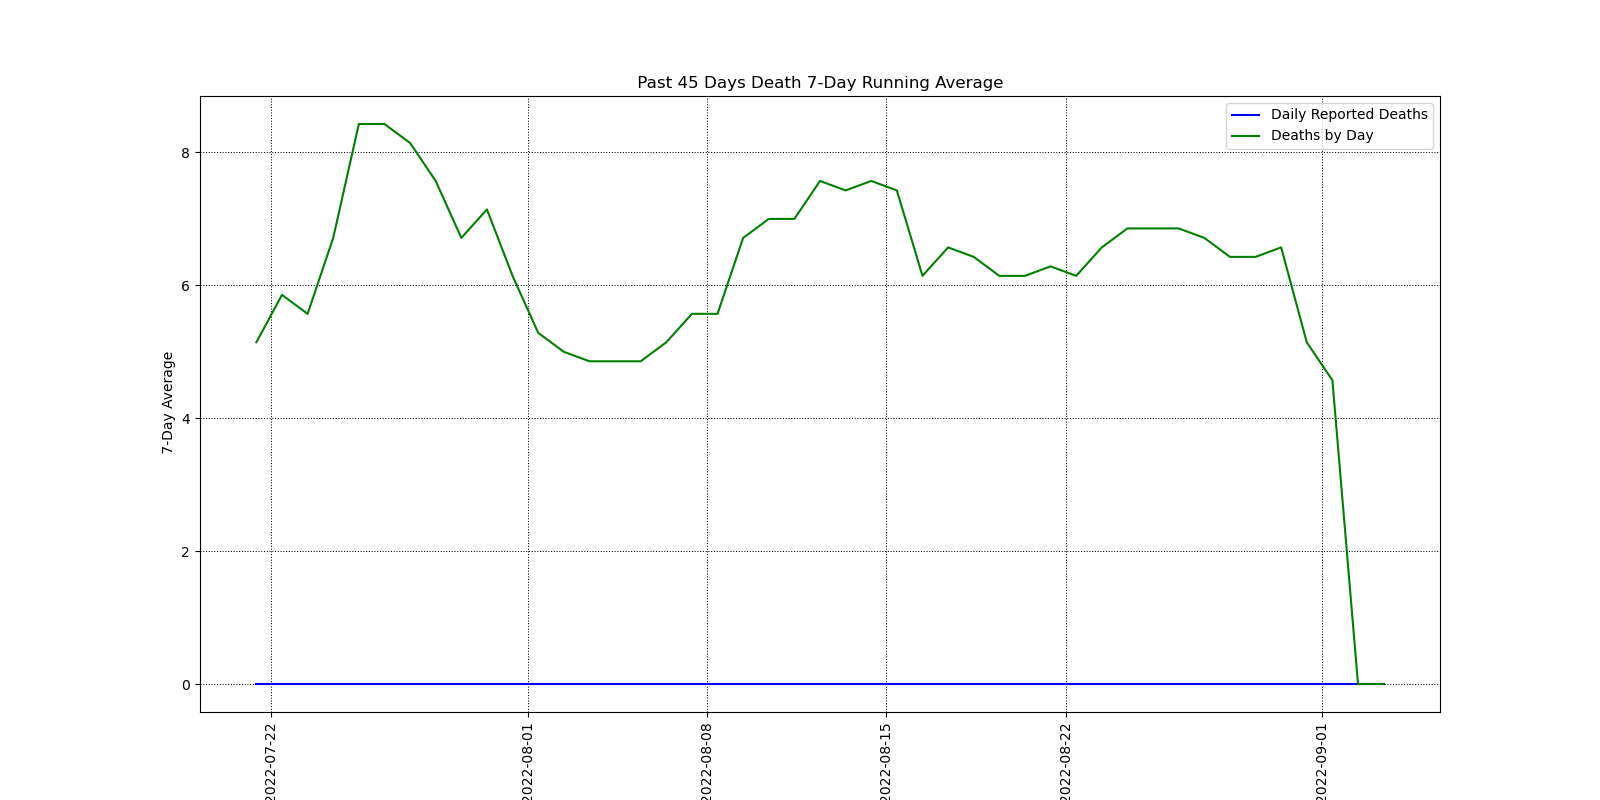 Past 45 Days Death 7-Day Running Average
Daily Reported Deaths
Deaths by Day
7-Day Average
8
6
4
2
0
2022-07-22
2022-08-01
2022-08-08
2022-08-15
2022-08-22
2022-09-01